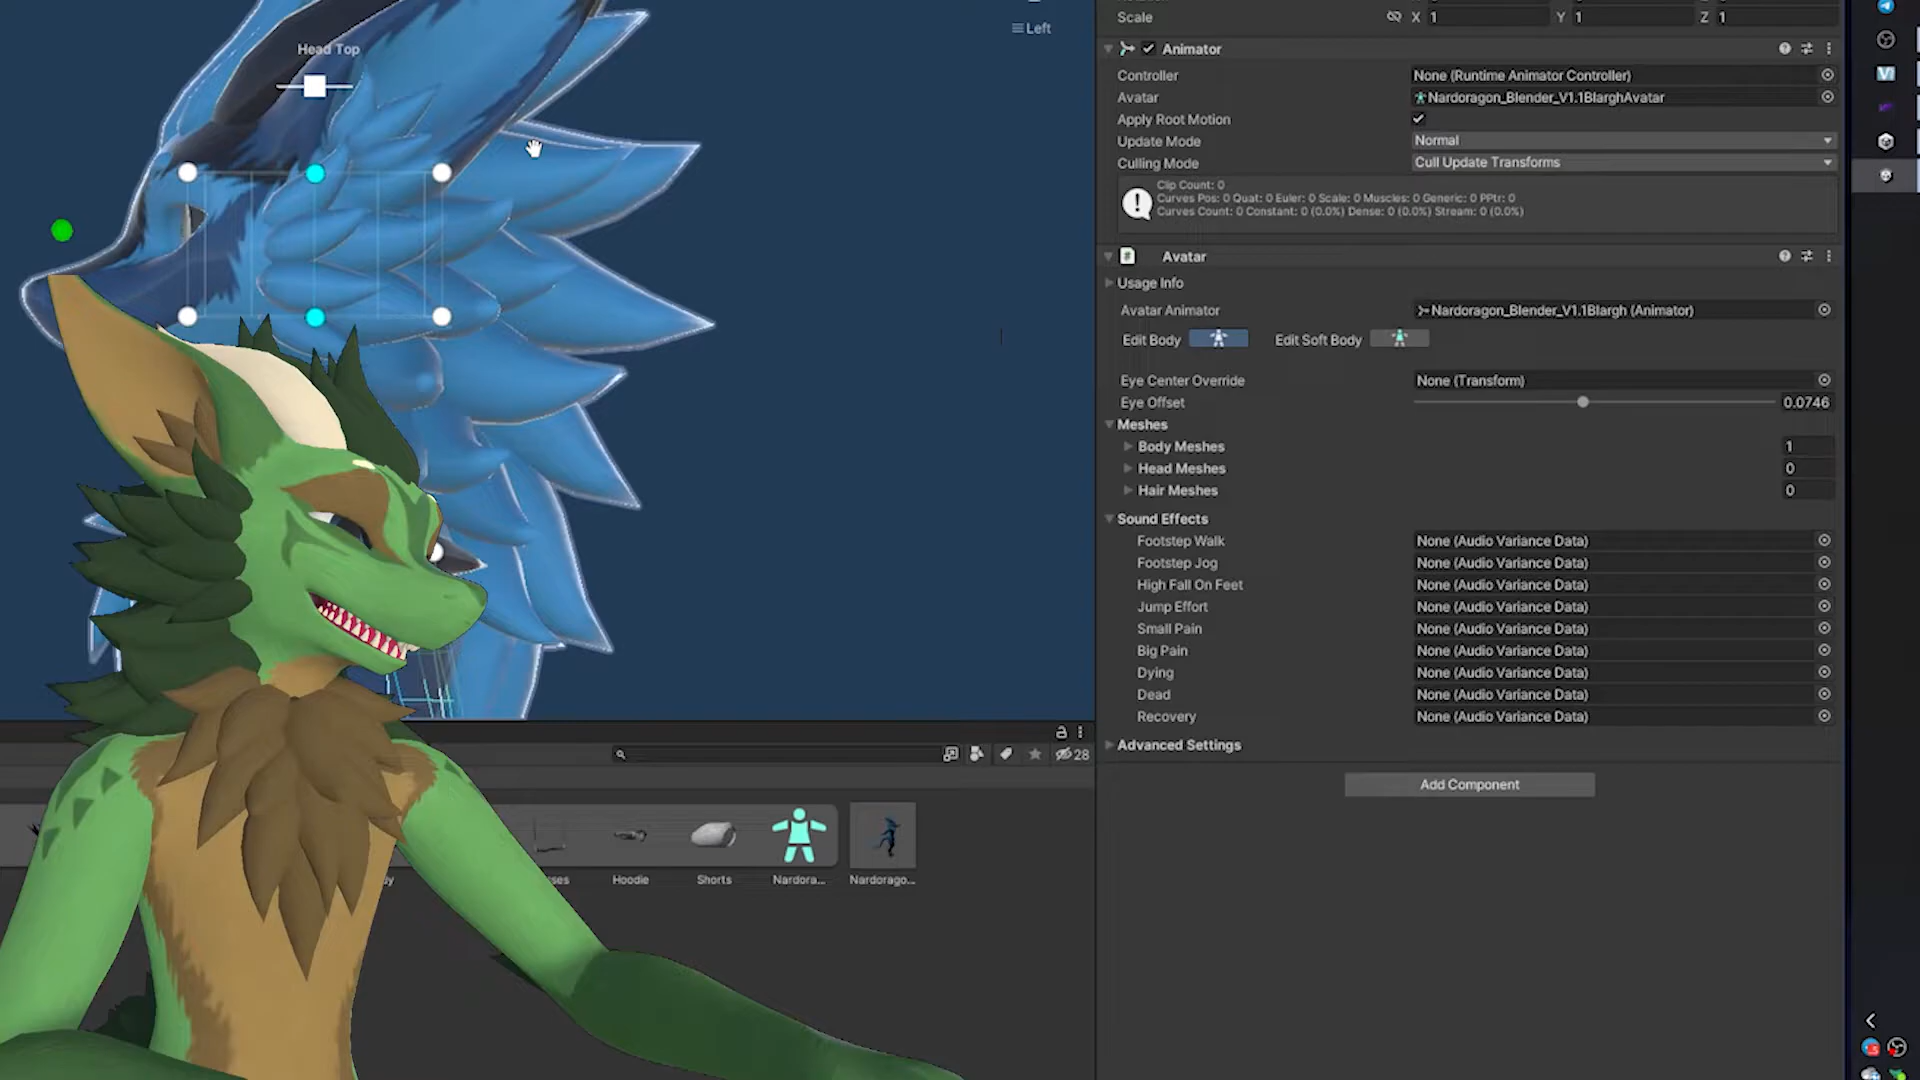 Head Top
Left
Scale
X 1
Y 1
Z 1
Animator
Controller
None (Runtime Animator Controller)
Avatar
Nardoragon_Blender_V1.1BlarghAvatar
Apply Root Motion
Update Mode
Normal
Culling Mode
Cull Update Transforms
Clip Count: 0
Curves Pos: 0 Quat: 0 Euler: 0 Scale: 0 Muscles: 0 Generic: 0 PPtr: 0
Curves Count: 0 Constant: 0 (0.0%) Dense: 0 (0.0%) Stream: 0 (0.0%)
Avatar
Usage Info
Avatar Animator
Nardoragon_Blender_V1.1Blargh (Animator)
Edit Body
Edit Soft Body
Eye Center Override
None (Transform)
Eye Offset
0.0746
Meshes
Body Meshes
1
Head Meshes
0
Hair Meshes
0
Sound Effects
Footstep Walk
None (Audio Variance Data)
Footstep Jog
None (Audio Variance Data)
High Fall On Feet
None (Audio Variance Data)
Jump Effort
None (Audio Variance Data)
Small Pain
None (Audio Variance Data)
Big Pain
None (Audio Variance Data)
Dying
None (Audio Variance Data)
Dead
None (Audio Variance Data)
Recovery
None (Audio Variance Data)
Advanced Settings
Add Component
28
Hoodie
Shorts
Nardora...
Nardorago...